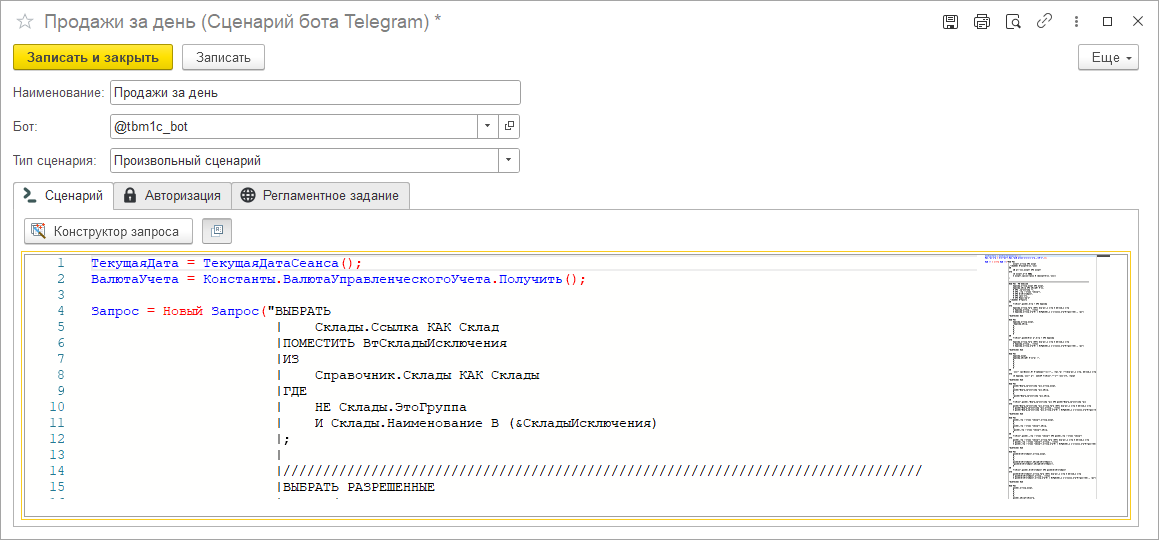 Продажи за день (Сценарий бота Telegram) *
Записать и закрыть
Записать
Еще
Наименование: Продажи за день
Бот: @tbm1c_bot
Тип сценария: Произвольный сценарий
Сценарий
Авторизация
Регламентное задание
Конструктор запроса
1 ТекущаяДата = ТекущаяДатаСеанса();
2 ВалютаУчета = Константы.ВалютаУправленческогоУчета.Получить();
3
4 Запрос = Новый Запрос("ВЫБРАТЬ
5 | Склады.Ссылка КАК Склад
6 |ПОМЕСТИТЬ ВтСкладыИсключения
7 |ИЗ
8 | Справочник.Склады КАК Склады
9 |ГДЕ
10 | НЕ Склады.ЭтоГруппа
11 | И Склады.Наименование В (&СкладыИсключения)
12 |;
13 |
14 |////////////////////////////////////////////////////////////////////////////////
15 |ВЫБРАТЬ РАЗРЕШЕННЫЕ